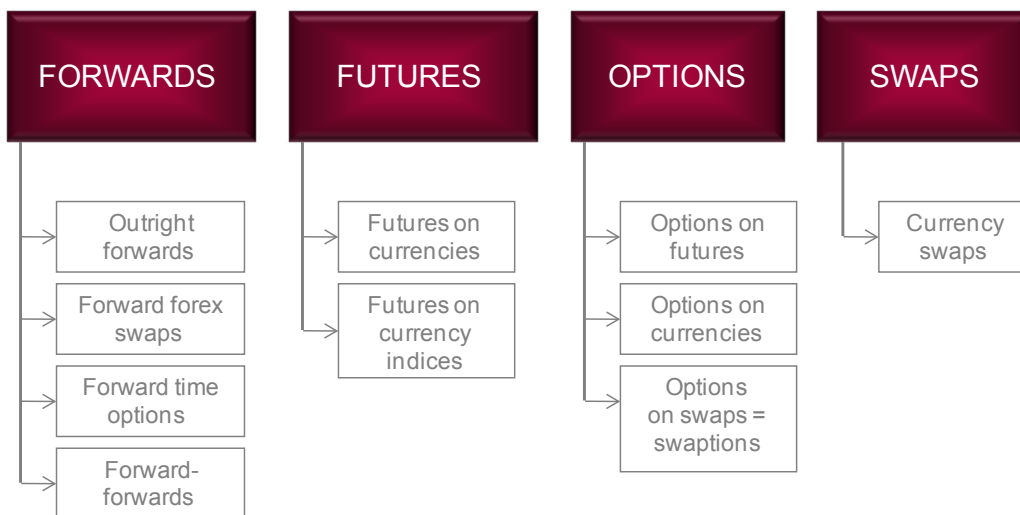 FORWARDS
Outright
forwards
Forward forex
swaps
Forward time
options
Forward-
forwards
FUTURES
Futures on
currencies
Futures on
currency
indices
OPTIONS
Options on
futures
Options on
currencies
Options
on swaps =
swaptions
SWAPS
Currency
swaps